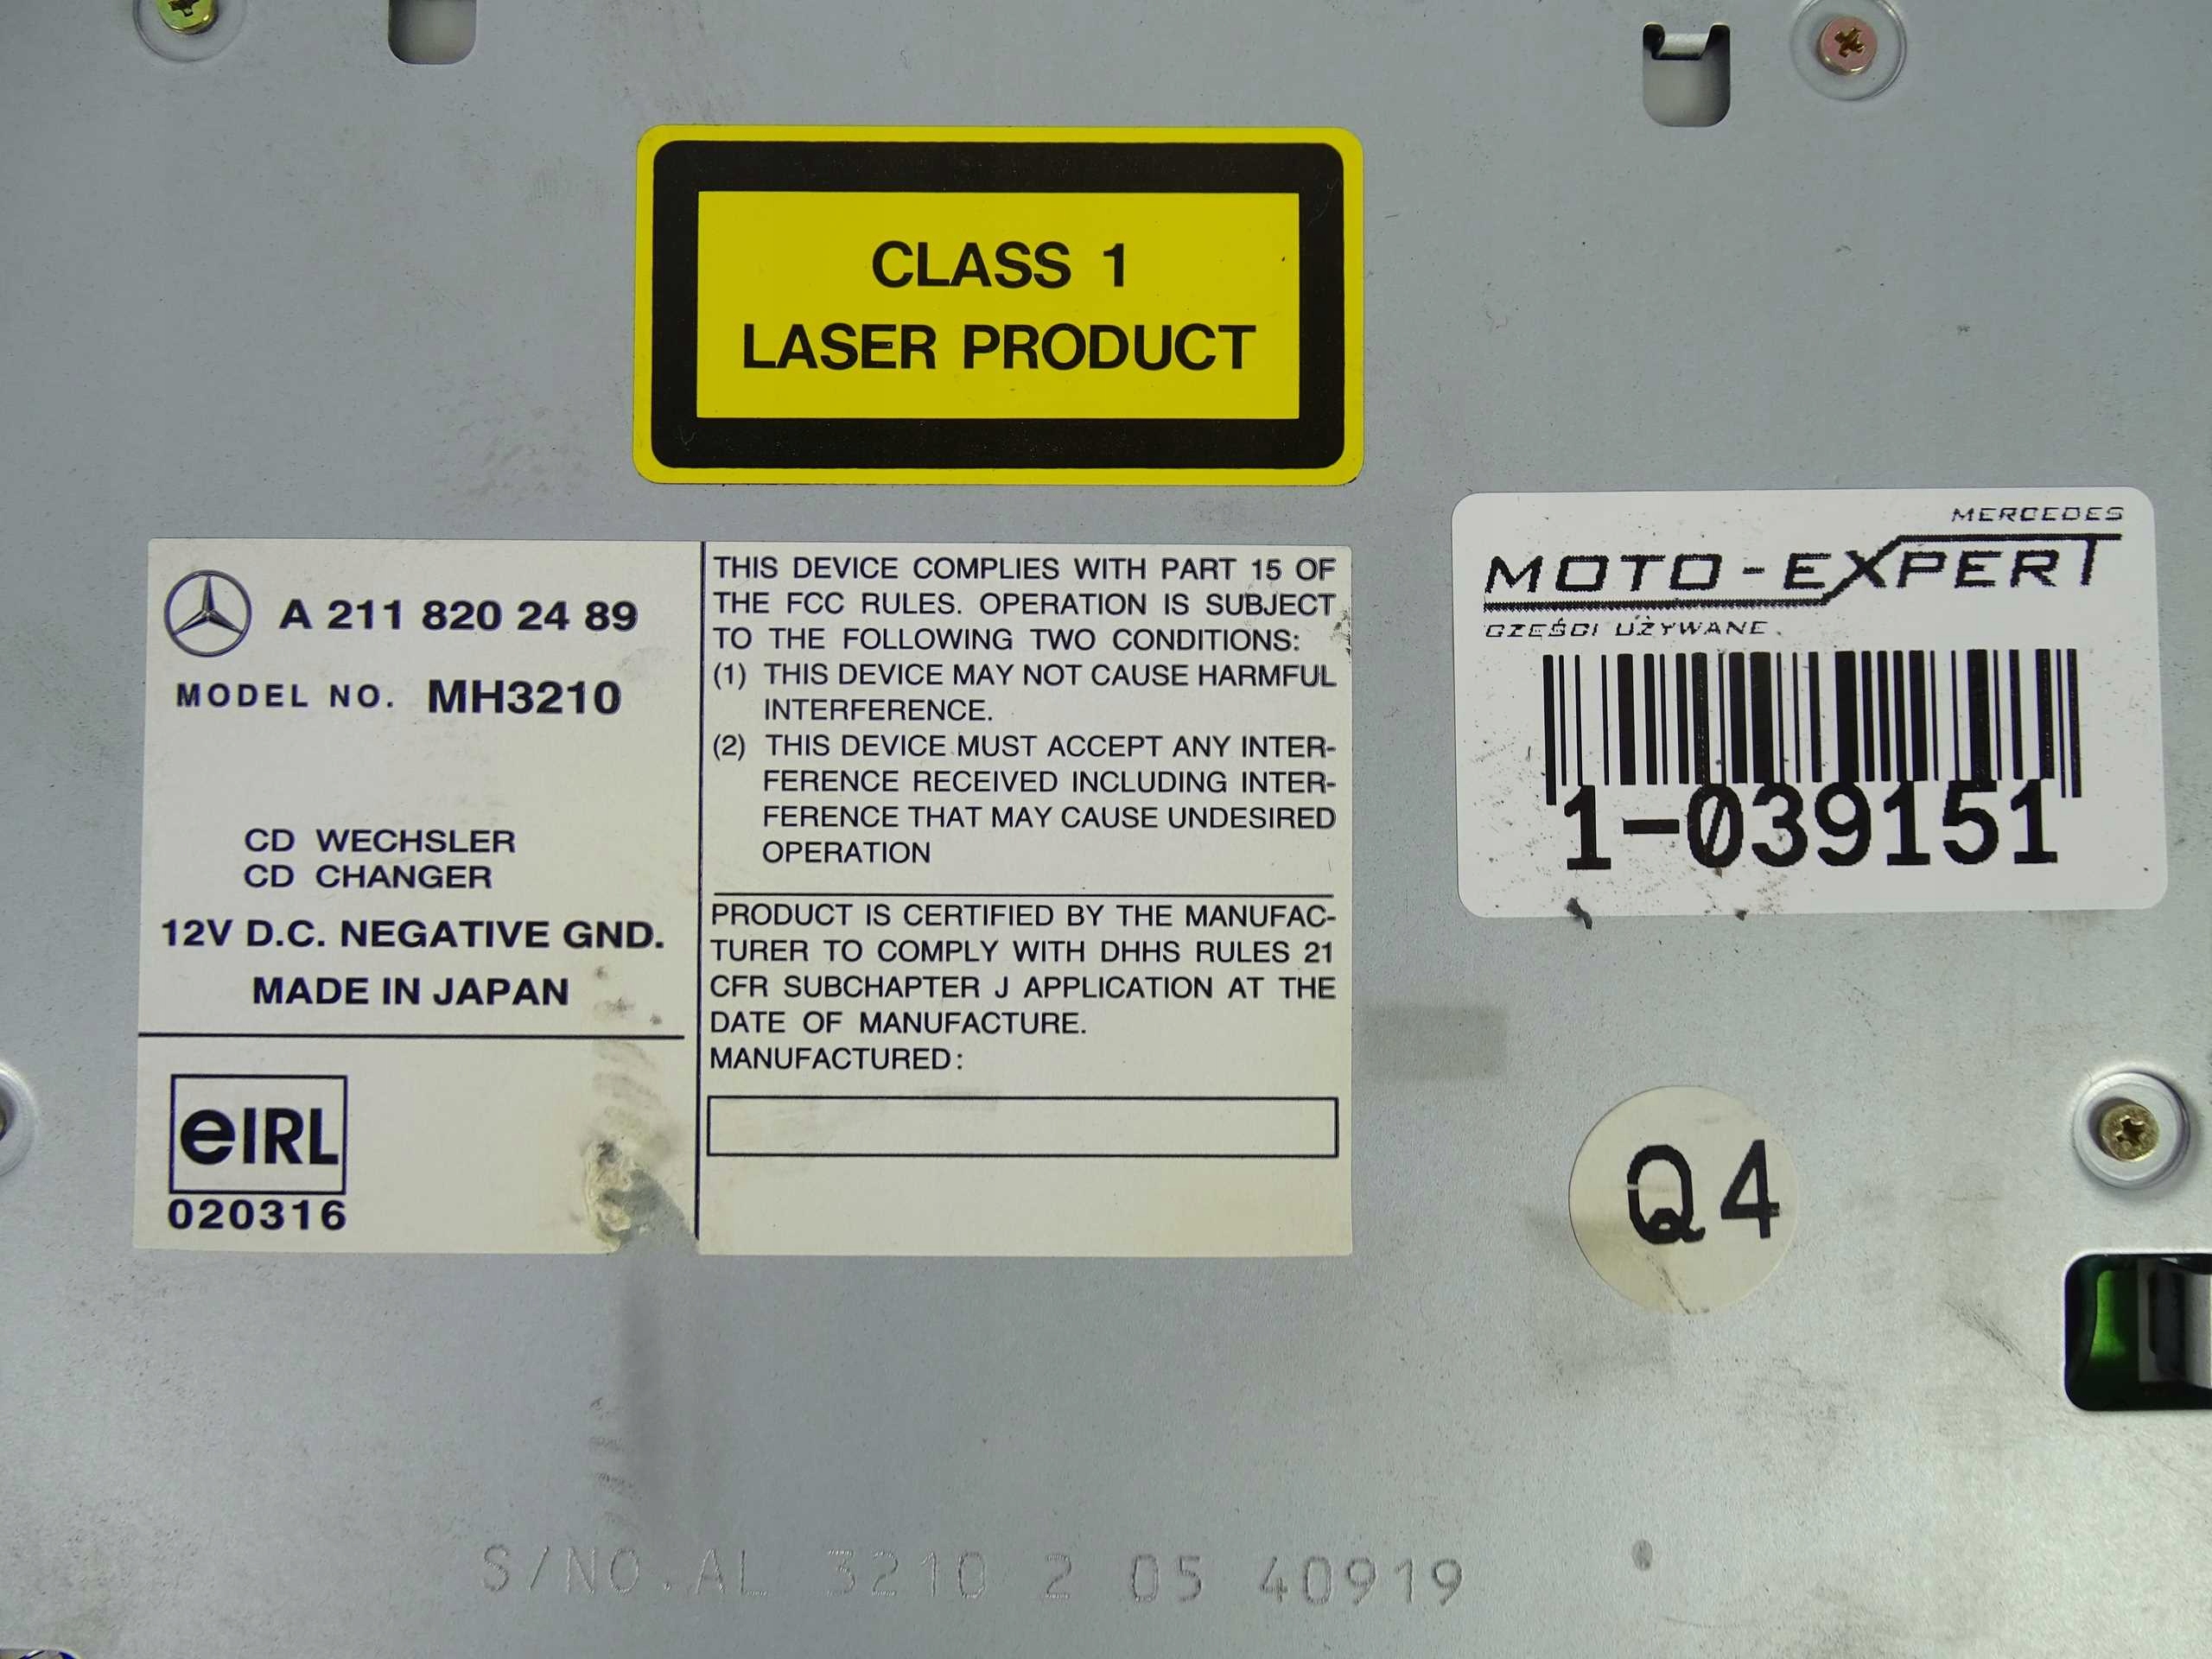 CLASS 1
LASER PRODUCT
A 211 820 24 89
MODEL NO. MH3210
CD WECHSLER
CD CHANGER
12V D.C. NEGATIVE GND.
MADE IN JAPAN
eIRL
020316
THIS DEVICE COMPLIES WITH PART 15 OF
THE FCC RULES. OPERATION IS SUBJECT
TO THE FOLLOWING TWO CONDITIONS:
(1) THIS DEVICE MAY NOT CAUSE HARMFUL
INTERFERENCE.
(2) THIS DEVICE MUST ACCEPT ANY INTER-
FERENCE RECEIVED INCLUDING INTER-
FERENCE THAT MAY CAUSE UNDESIRED
OPERATION
PRODUCT IS CERTIFIED BY THE MANUFAC-
TURER TO COMPLY WITH DHHS RULES 21
CFR SUBCHAPTER J APPLICATION AT THE
DATE OF MANUFACTURE.
MANUFACTURED:
MERCEDES
MOTO-EXPERT
CZĘŚCI UŻYWANE
1-039151
Q4
S/NO.AL 3210 2 05 40919